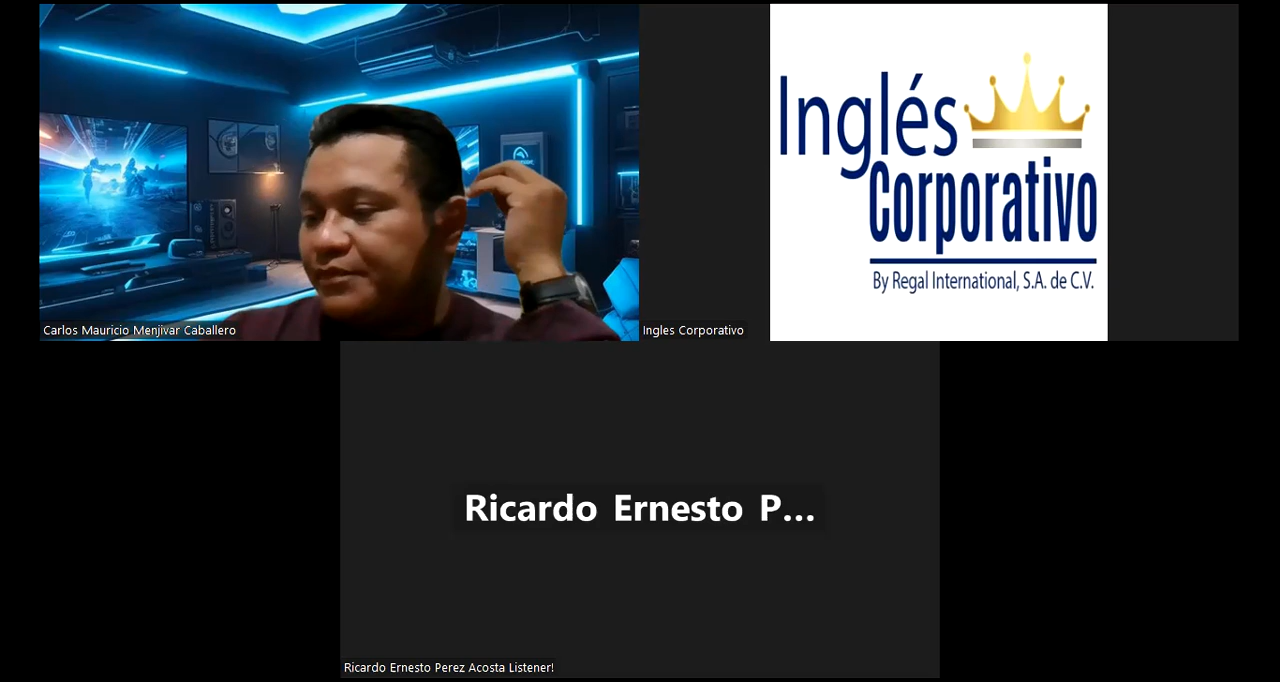 Carlos Mauricio Menjivar Caballero
Inglés
Corporativo
By Regal International, S.A. de C.V.
Ingles Corporativo
Ricardo Ernesto P...
Ricardo Ernesto Perez Acosta Listener!